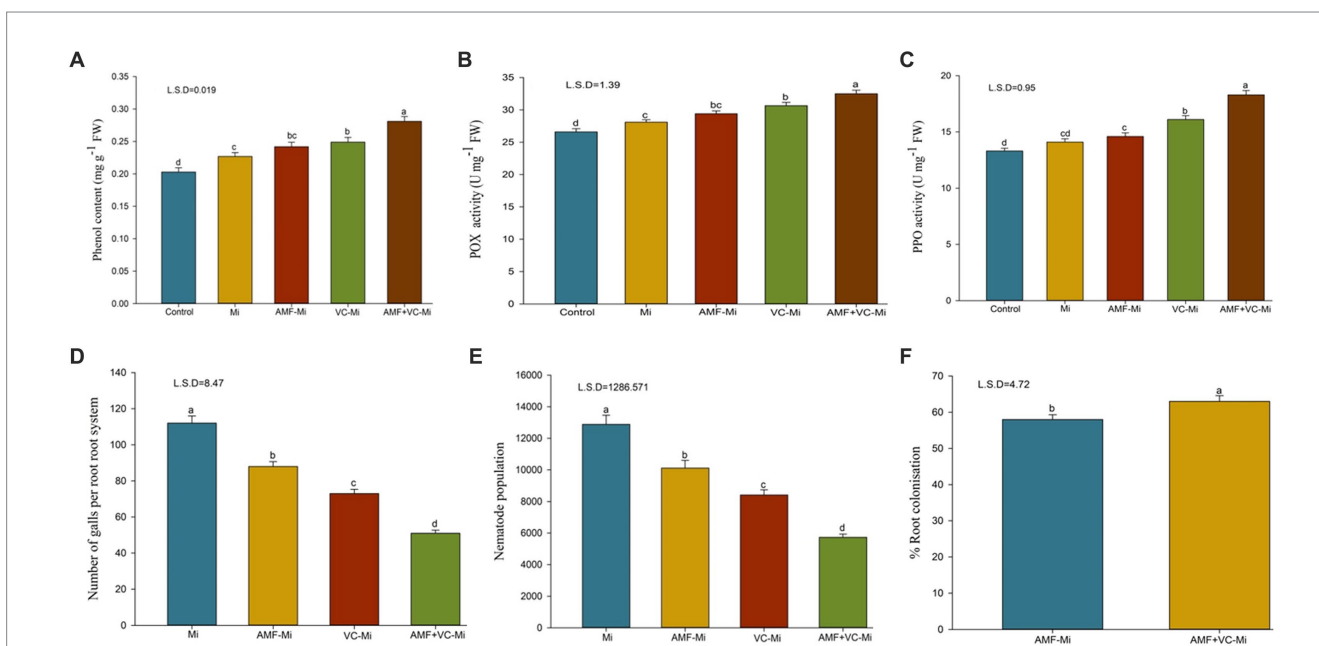 A
L.S.D=0.019
Phenol content (mg g-1 FW)
0.35
0.30
0.25
0.20
0.15
0.10
0.05
0.00
d
c
bc
b
a
Control
Mi
AMF-Mi
VC-Mi
AMF+VC-Mi
B
L.S.D=1.39
POX activity (U mg-1 FW)
35
30
25
20
15
10
5
0
d
c
bc
b
a
Control
Mi
AMF-Mi
VC-Mi
AMF+VC-Mi
C
L.S.D=0.95
PPO activity (U mg-1 FW)
20
15
10
5
0
d
cd
c
b
a
Control
Mi
AMF-Mi
VC-Mi
AMF+VC-Mi
D
L.S.D=8.47
Number of galls per root root system
140
120
100
80
60
40
20
0
a
b
c
d
Mi
AMF-Mi
VC-Mi
AMF+VC-Mi
E
L.S.D=1286.571
Nematode population
16000
14000
12000
10000
8000
6000
4000
2000
0
a
b
c
d
Mi
AMF-Mi
VC-Mi
AMF+VC-Mi
F
L.S.D=4.72
% Root colonisation
70
60
50
40
30
20
10
0
b
a
AMF-Mi
AMF+VC-Mi